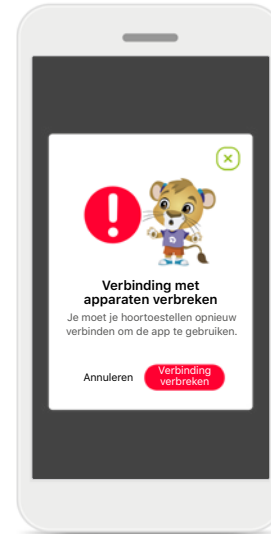 Verbinding met
apparaten verbreken
Je moet je hoortoestellen opnieuw
verbinden om de app te gebruiken.
Annuleren
Verbinding
verbreken